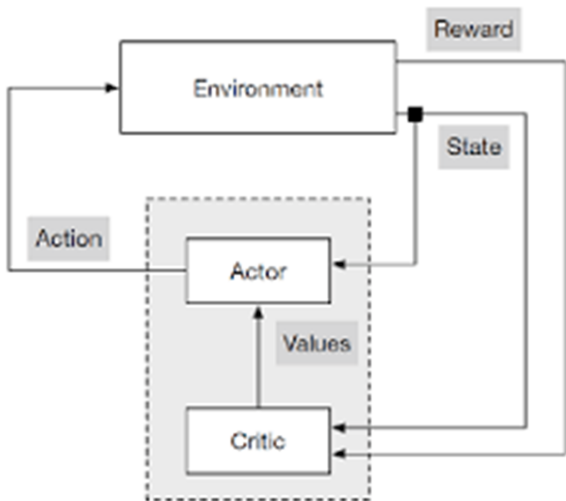 Reward
Environment
State
Action
Actor
Values
Critic